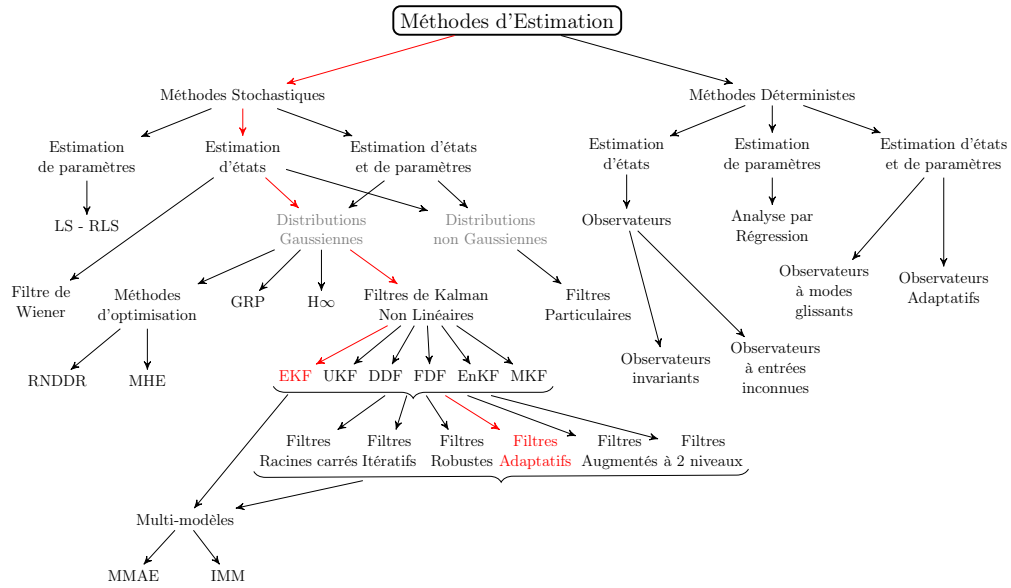 Méthodes d'Estimation
Méthodes Stochastiques
Méthodes Déterministes
Estimation
de paramètres
Estimation
d'états
Estimation d'états
et de paramètres
Estimation
d'états
Estimation
de paramètres
Estimation d'états
et de paramètres
LS - RLS
Distributions
Gaussiennes
Distributions
non Gaussiennes
Observateurs
Analyse par
Régression
Observateurs
à modes
glissants
Observateurs
Adaptatifs
Filtre de
Wiener
Méthodes
d'optimisation
GRP
H∞
Filtres de Kalman
Non Linéaires
Filtres
Particulaires
Observateurs
invariants
Observateurs
à entrées
inconnues
RNDDR
MHE
EKF
UKF
DDF
FDF
EnKF
MKF
Filtres
Racines carrés
Filtres
Itératifs
Filtres
Robustes
Filtres
Adaptatifs
Filtres
Augmentés
Filtres
à 2 niveaux
Multi-modèles
MMAE
IMM